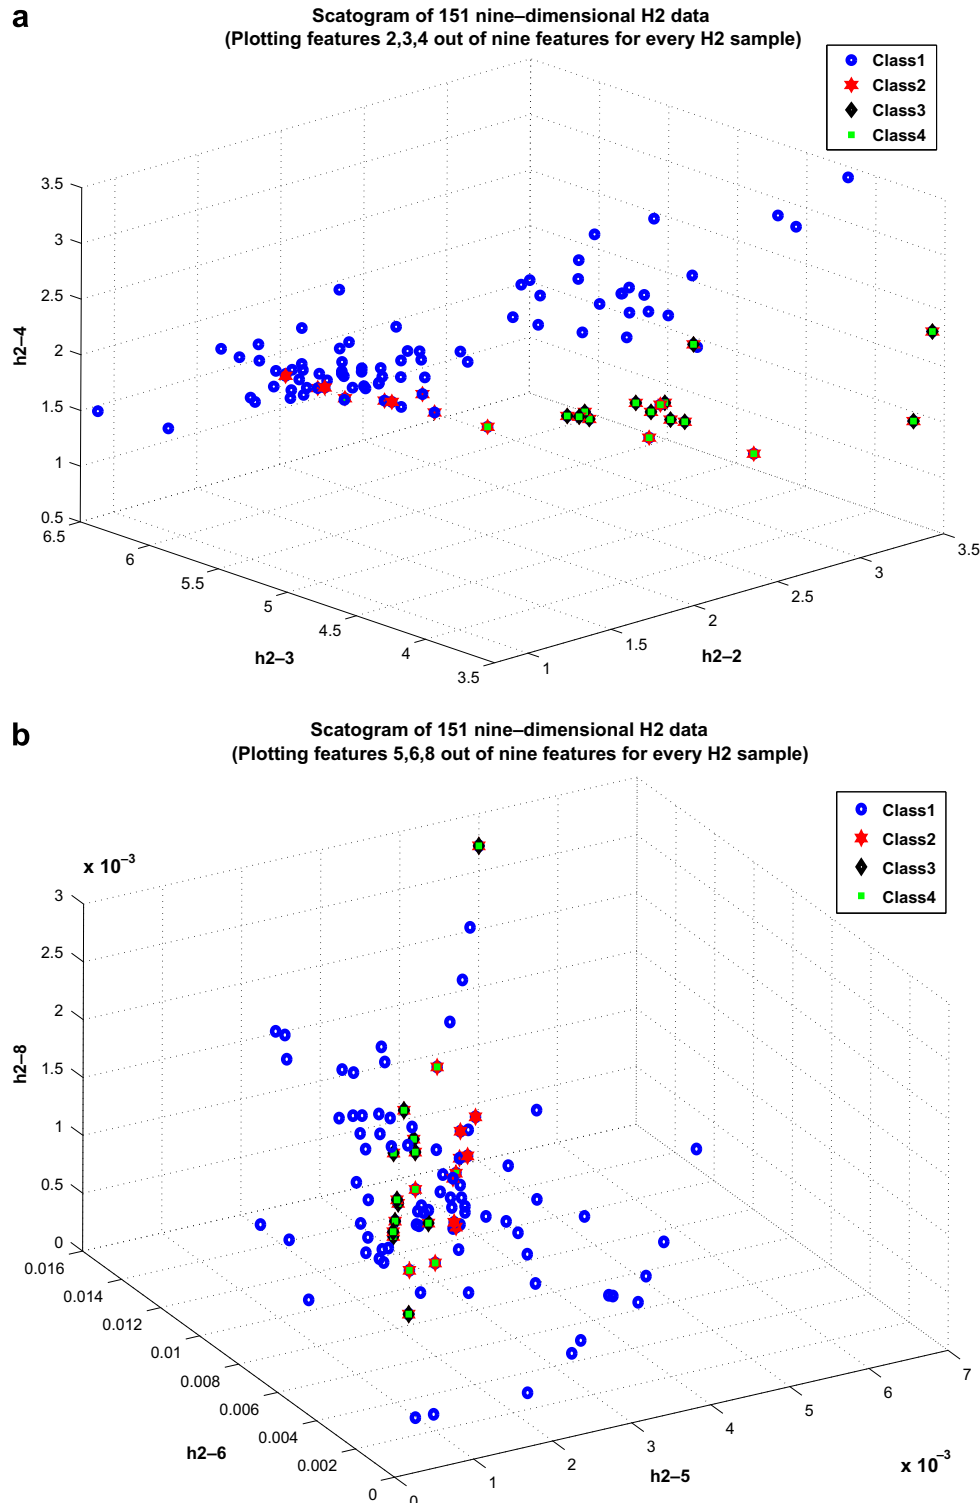 a
Scatogram of 151 nine–dimensional H2 data
(Plotting features 2,3,4 out of nine features for every H2 sample)
Class1
Class2
Class3
Class4
3.5
3
2.5
2
1.5
1
0.5
h2–4
6.5
6
5.5
5
4.5
4
3.5
h2–3
1
1.5
2
2.5
3
3.5
h2–2
b
Scatogram of 151 nine–dimensional H2 data
(Plotting features 5,6,8 out of nine features for every H2 sample)
Class1
Class2
Class3
Class4
x 10⁻³
3
2.5
2
1.5
1
0.5
0
h2–8
0.016
0.014
0.012
0.01
0.008
0.006
0.004
0.002
0
h2–6
0
1
2
3
4
5
6
7
h2–5
x 10⁻³